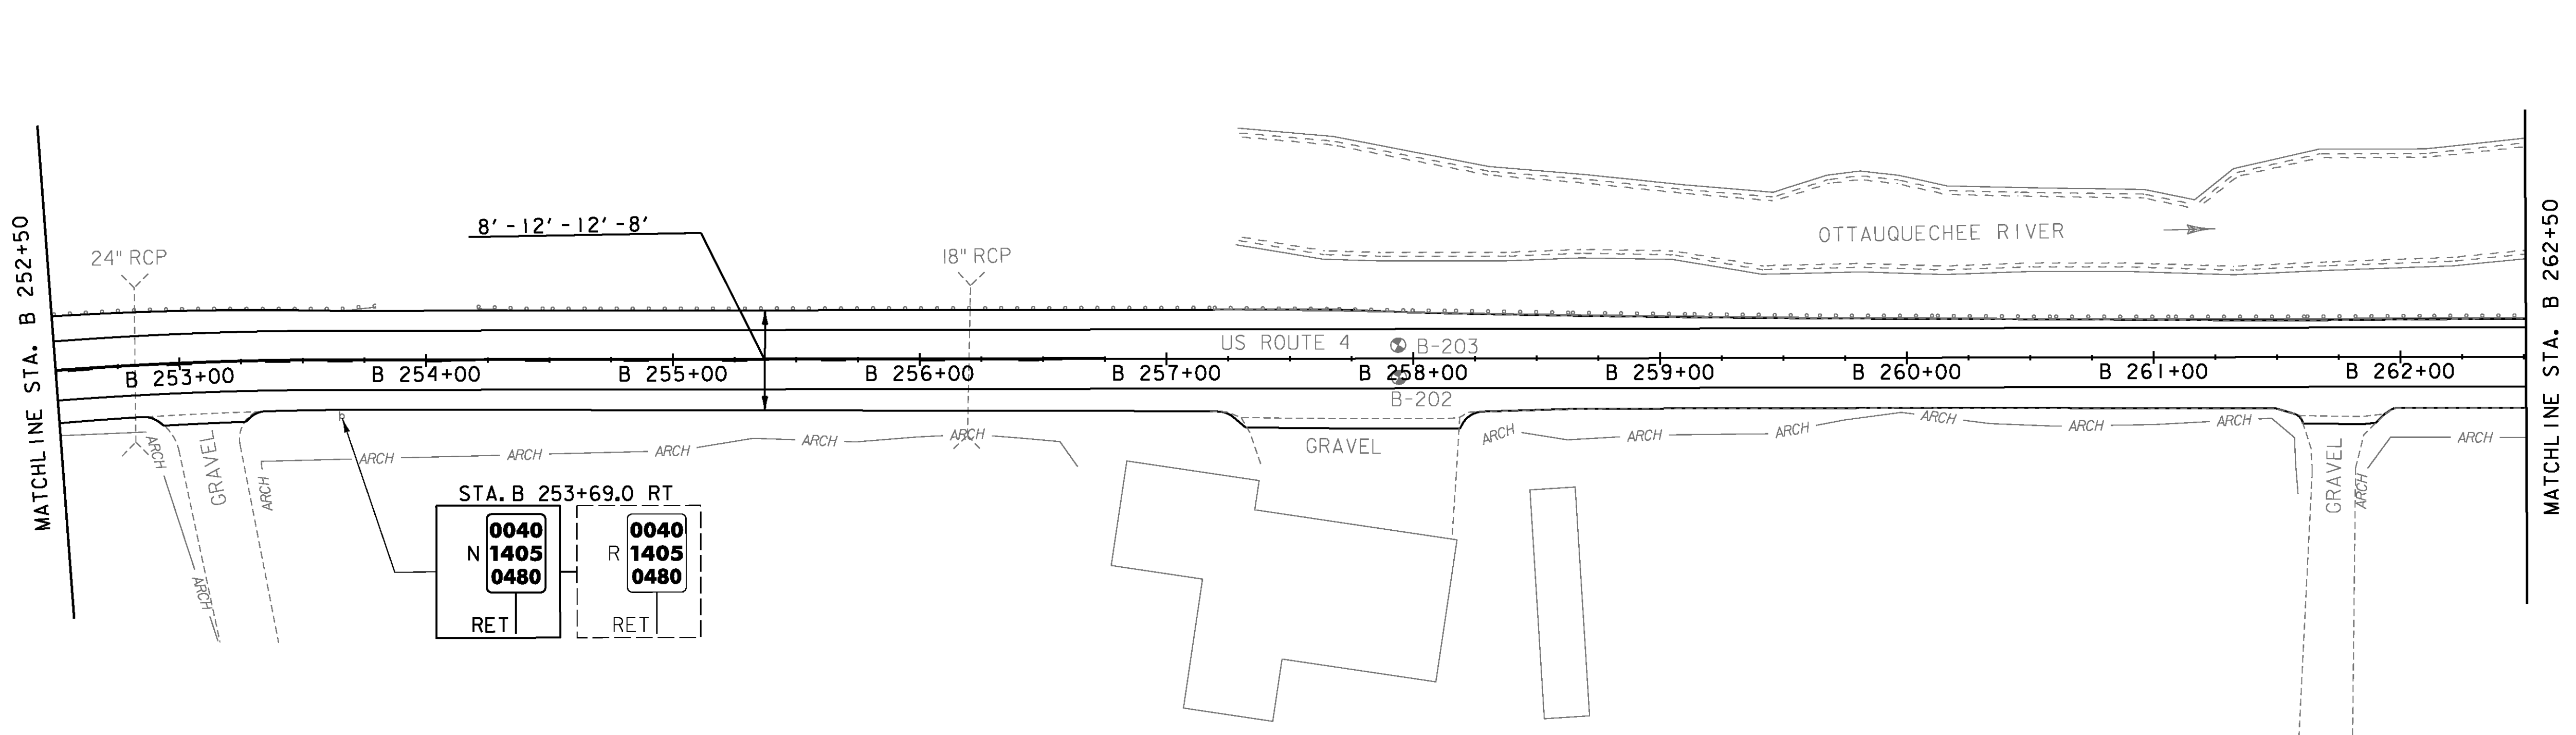 MATCHLINE STA. B 252+50
24" RCP
8' -12' -12' -8'
18" RCP
OTTAUQUECHEE RIVER
MATCHLINE STA. B 262+50
US ROUTE 4
B-203
B 253+00
B 254+00
B 255+00
B 256+00
B 257+00
B 258+00
B 259+00
B 260+00
B 261+00
B 262+00
B-202
R
ARCH
GRAVEL
ARCH
ARCH
ARCH
ARCH
ARCH
ARCH
ARCH
GRAVEL
ARCH
ARCH
ARCH
ARCH
ARCH
ARCH
GRAVEL
ARCH
ARCH
ARCH
STA. B 253+69.0 RT
N
0040
1405
0480
RET
R
0040
1405
0480
RET